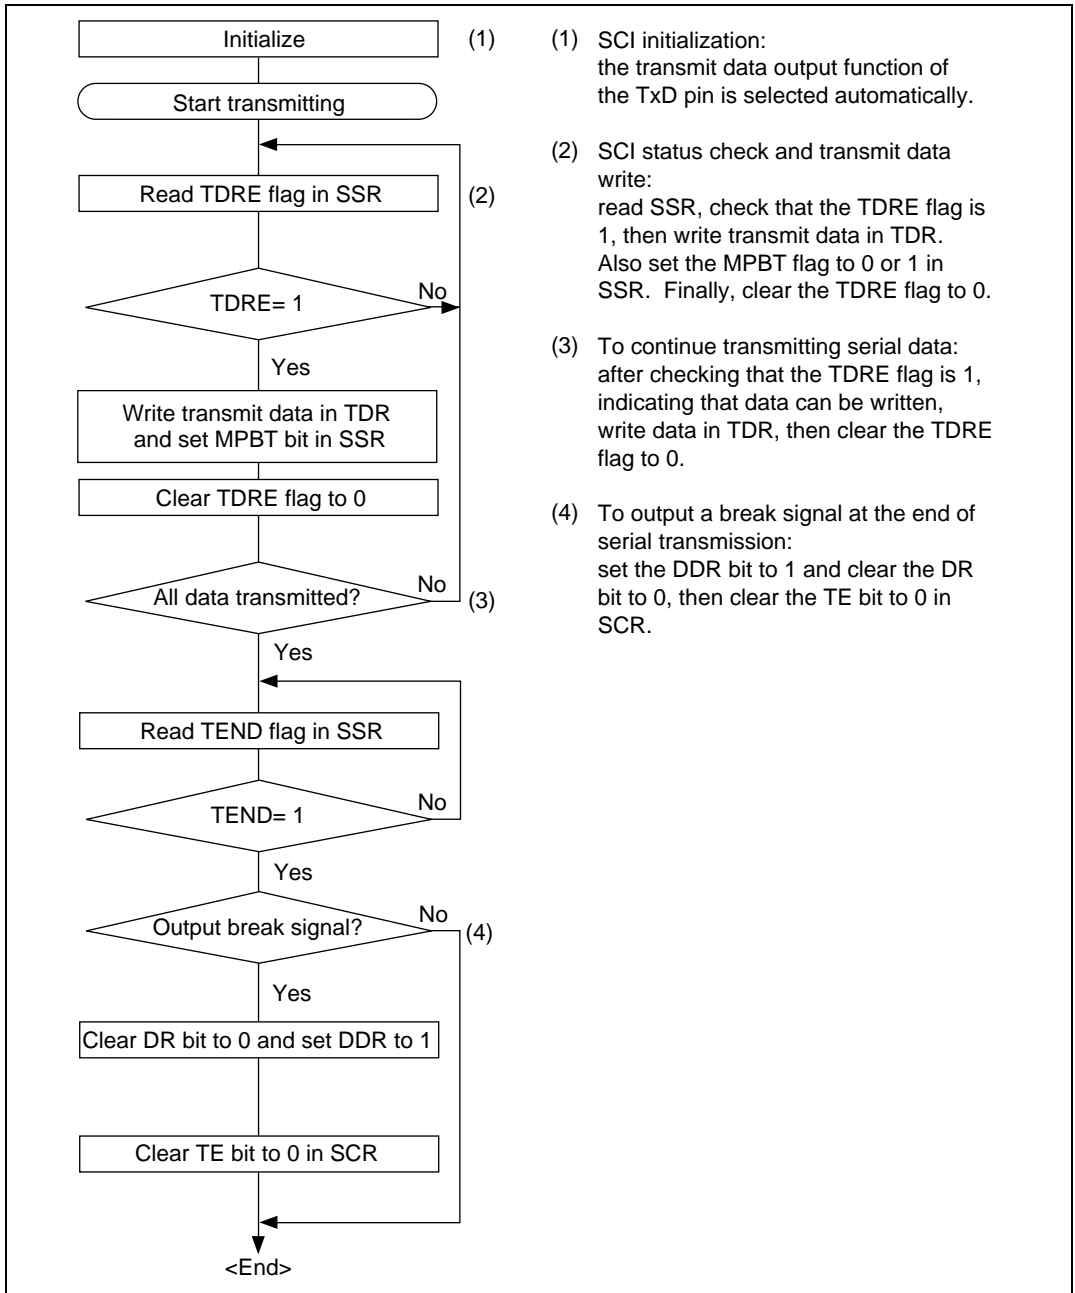 Initialize
(1)
Start transmitting
Read TDRE flag in SSR
(2)
TDRE= 1
No
Yes
Write transmit data in TDR
and set MPBT bit in SSR
Clear TDRE flag to 0
All data transmitted?
No
(3)
Yes
Read TEND flag in SSR
TEND= 1
No
Yes
Output break signal?
No
(4)
Yes
Clear DR bit to 0 and set DDR to 1
Clear TE bit to 0 in SCR
<End>
(1) SCI initialization:
the transmit data output function of
the TxD pin is selected automatically.
(2) SCI status check and transmit data
write:
read SSR, check that the TDRE flag is
1, then write transmit data in TDR.
Also set the MPBT flag to 0 or 1 in
SSR. Finally, clear the TDRE flag to 0.
(3) To continue transmitting serial data:
after checking that the TDRE flag is 1,
indicating that data can be written,
write data in TDR, then clear the TDRE
flag to 0.
(4) To output a break signal at the end of
serial transmission:
set the DDR bit to 1 and clear the DR
bit to 0, then clear the TE bit to 0 in
SCR.